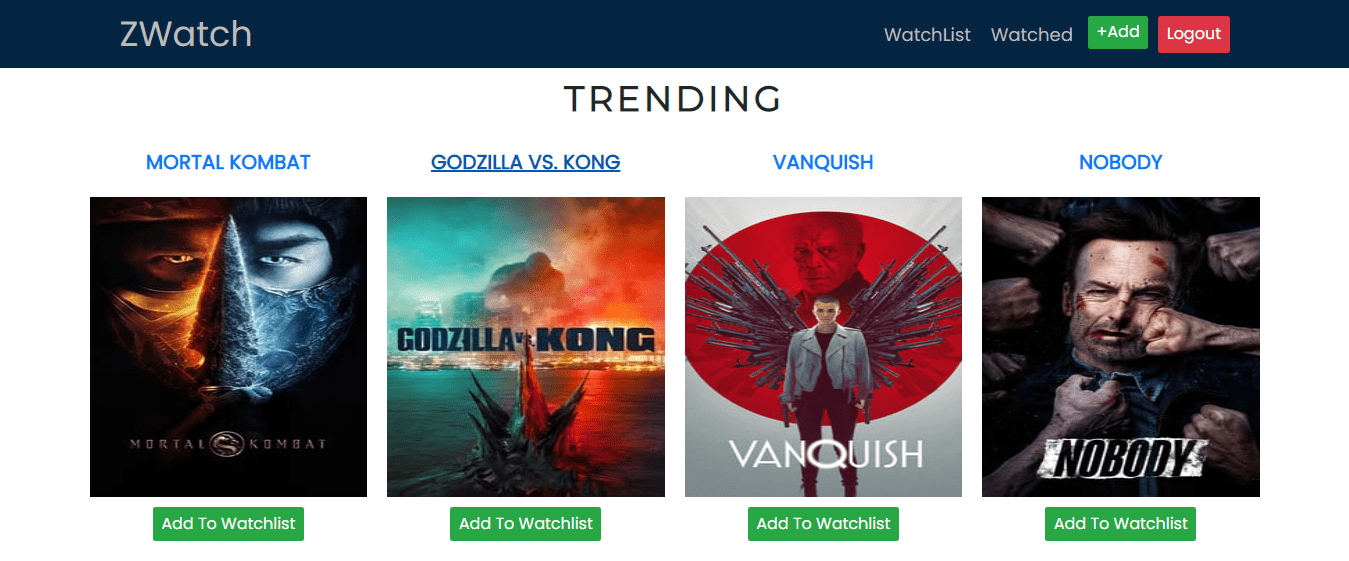 ZWatch
WatchList Watched +Add Logout
TRENDING
MORTAL KOMBAT GODZILLA VS. KONG VANQUISH NOBODY
GODZILLA VS. KONG
MORTAL KOMBAT
VANQUISH
NOBODY
Add To Watchlist Add To Watchlist Add To Watchlist Add To Watchlist